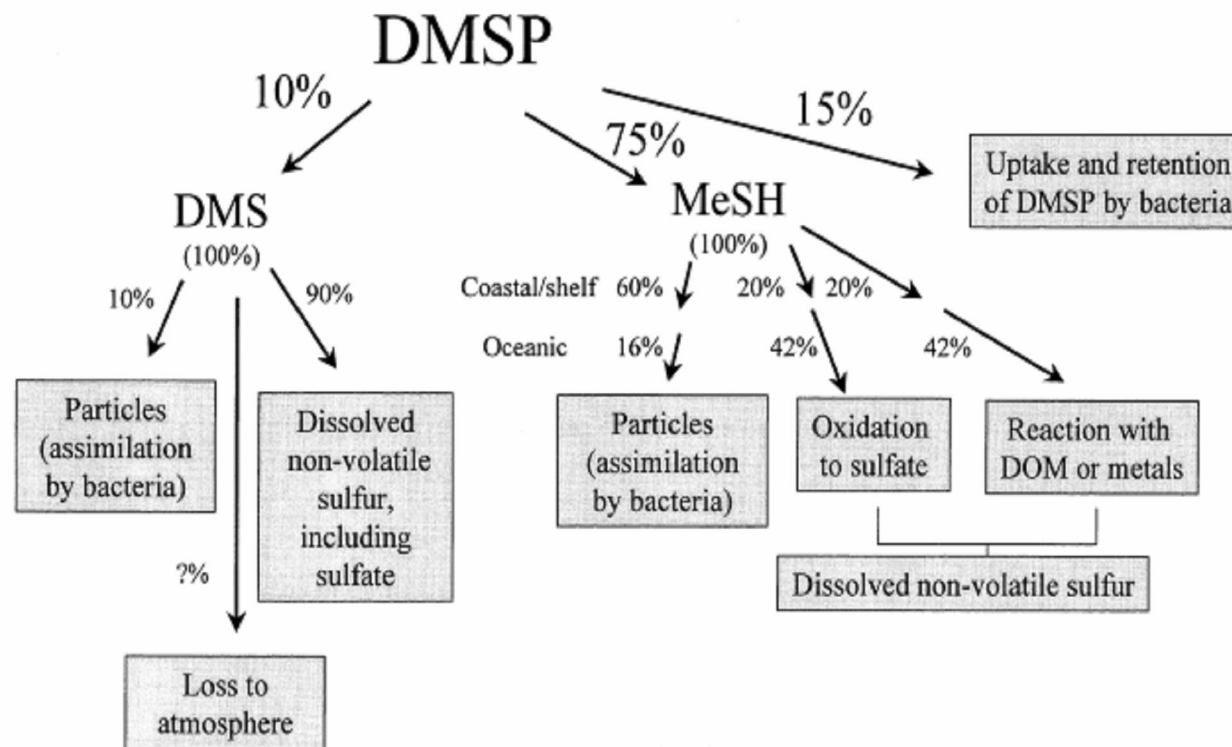 DMSP
10%
75%
15%
Uptake and retention
of DMSP by bacteria
DMS
(100%)
MeSH
(100%)
10%
90%
Coastal/shelf 60% 20% 20%
Oceanic 16% 42% 42%
Particles
(assimilation
by bacteria)
Dissolved
non-volatile
sulfur,
including
sulfate
Particles
(assimilation
by bacteria)
Oxidation
to sulfate
Reaction with
DOM or metals
?%
Dissolved non-volatile sulfur
Loss to
atmosphere